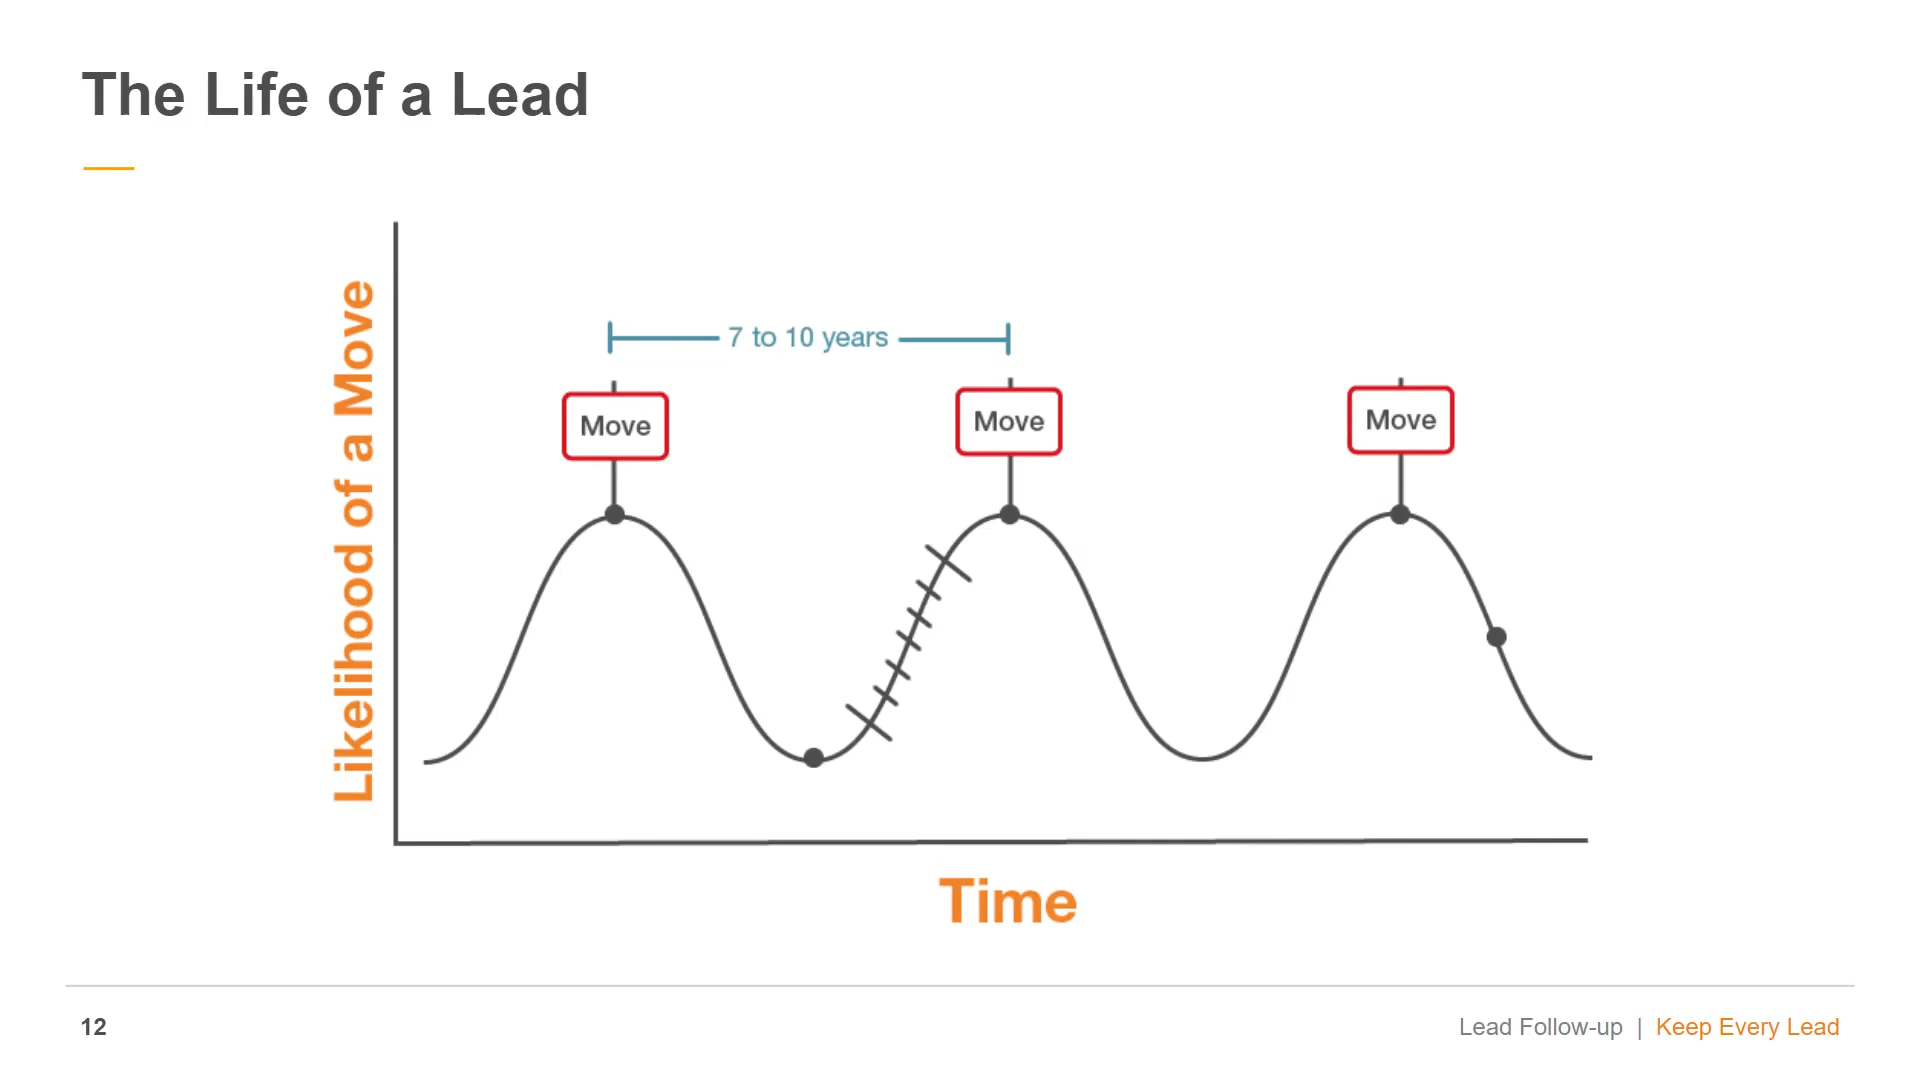 The Life of a Lead
Likelihood of a Move
7 to 10 years
Move
Move
Move
Time
12
Lead Follow-up | Keep Every Lead